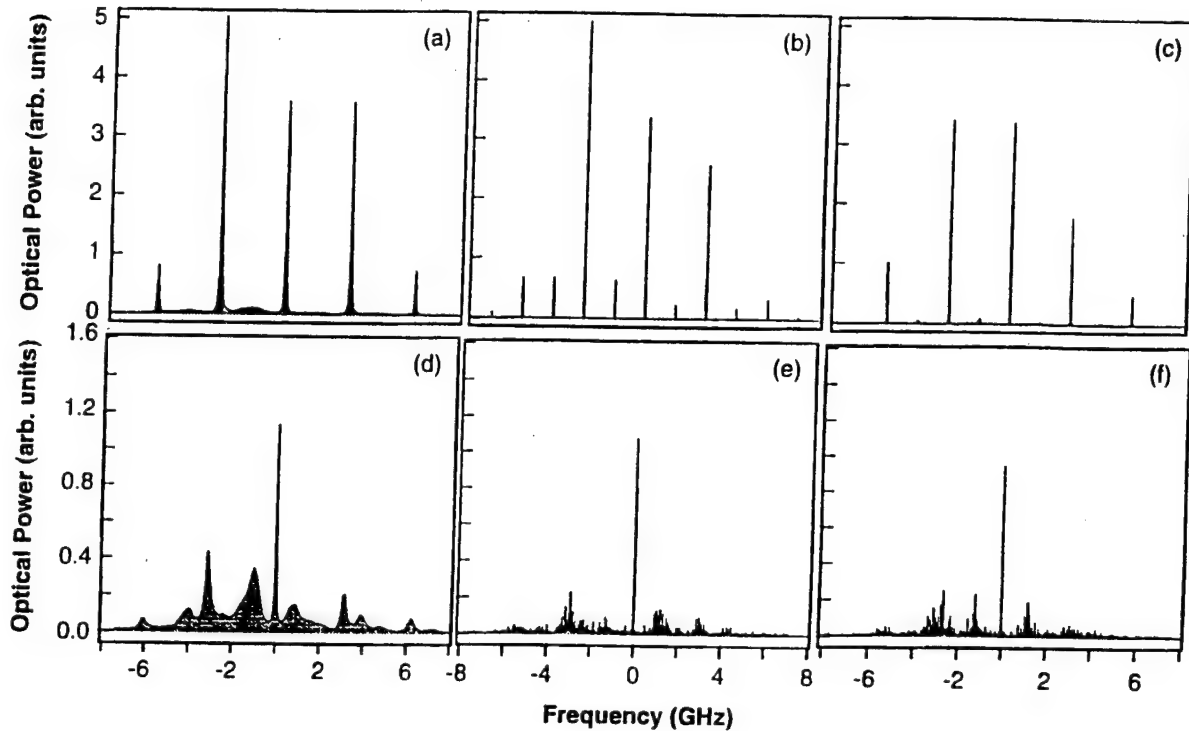 (a) (b) (c)
5
4
3
2
1
0
Optical Power (arb. units)
(d) (e) (f)
1.6
1.2
0.8
0.4
0.0
Optical Power (arb. units)
-6 -2 2 6 -8 -4 0 4 8 -6 -2 2 6
Frequency (GHz)